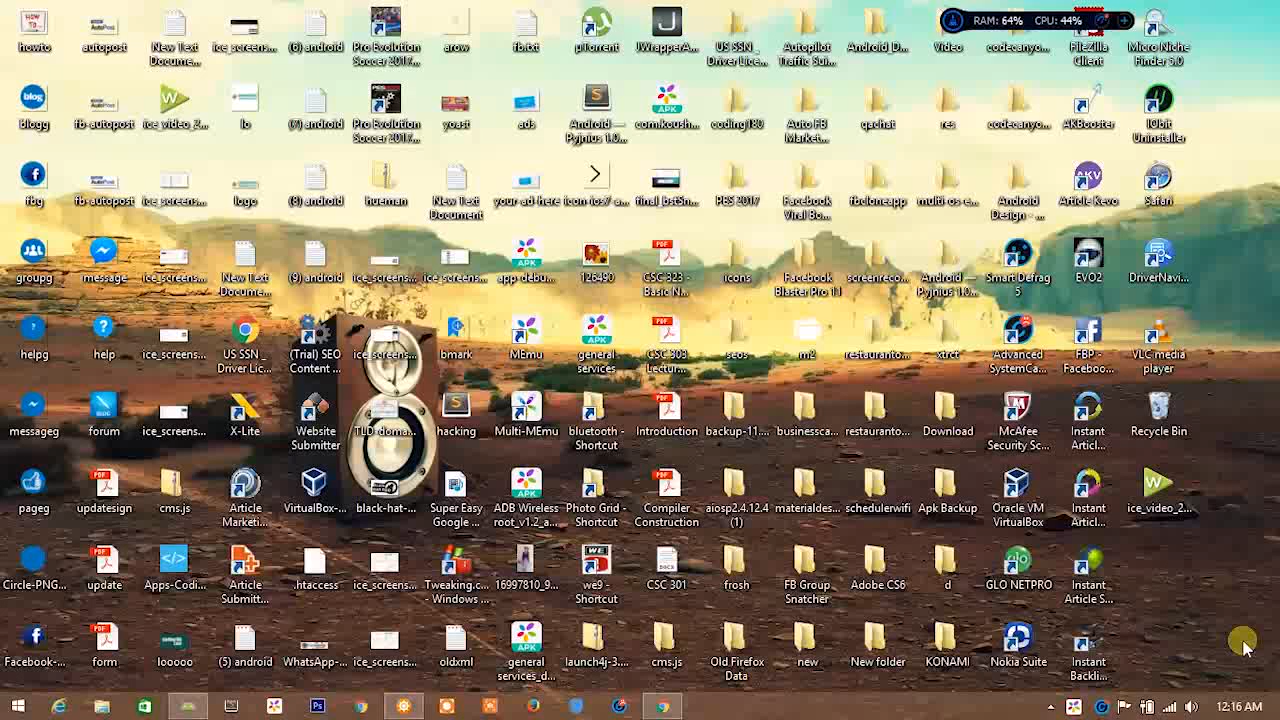 RAM: 64% CPU: 44%
howto
autopost
New Text
Docume...
ice_screens...
(6) android
Pro Evolution
Soccer 2017...
arow
fb.txt
µTorrent
JWrapperA...
US SSN _
Driver Lice...
Autopilot
Traffic Sui...
Android_D...
Video
codecanyo...
FileZilla
Client
Micro Niche
Finder 5.0
blogg
fb-autopost
ice_video_2...
lo
(7) android
Pro Evolution
Soccer 2017...
yoast
ads
Android —
Pyjnius 1.0...
com.koush...
coding180
Auto FB
Market...
qachat
res
codecanyo...
AKBooster
IObit
Uninstaller
fbg
fb-autopost
ice_screens...
logo
(8) android
hueman
New Text
Document
your-ad-here
icon-ios7-a...
final_bst5n...
PES 2017
Facebook
Viral Bo...
fbcloneapp
multi os e...
Android
Design - ...
Article Kevo
Safari
groupg
message
ice_screens...
New Text
Docume...
(9) android
ice_screens...
ice_screens...
app-debu...
126490
CSC 323 -
Basic N...
icons
Facebook
Blaster Pro 11
screenreco...
Android —
Pyjnius 1.0...
Smart Defrag
5
EVO2
DriverNavi...
helpg
help
ice_screens...
US SSN _
Driver Lic...
(Trial) SEO
Content ...
ice_screens...
bmark
MEmu
general
services
CSC 303
Lectur...
seos
m2
restauranto...
xtrct
Advanced
SystemCa...
FBP -
Faceboo...
VLC media
player
messageg
forum
ice_screens...
X-Lite
Website
Submitter
TLD-doma...
hacking
Multi-MEmu
bluetooth -
Shortcut
Introduction
backup-11....
businessca...
restauranto...
Download
McAfee
Security Sc...
Instant
Articl...
Recycle Bin
pageg
updatesign
cms.js
Article
Marketi...
VirtualBox-...
black-hat-...
Super Easy
Google ...
ADB Wireless
root_v1.2_a...
Photo Grid -
Shortcut
Compiler
Construction
aiosp2.4.12.4
(1)
materialdes...
schedulerwifi
Apk Backup
Oracle VM
VirtualBox
Instant
Articl...
ice_video_2...
Circle-PNG...
update
Apps-Codi...
Article
Submitt...
.htaccess
ice_screens...
Tweaking.c...
- Windows ...
16997810_9...
we9 -
Shortcut
CSC 301
frosh
FB Group
Snatcher
Adobe CS6
d
GLO NETPRO
Instant
Article S...
Facebook-...
form
looooo
(5) android
WhatsApp-...
ice_screens...
oldxml
general
services_d...
launch4j-3....
cms.js
Old Firefox
Data
new
New folder
KONAMI
Nokia Suite
Instant
Backli...
12:16 AM